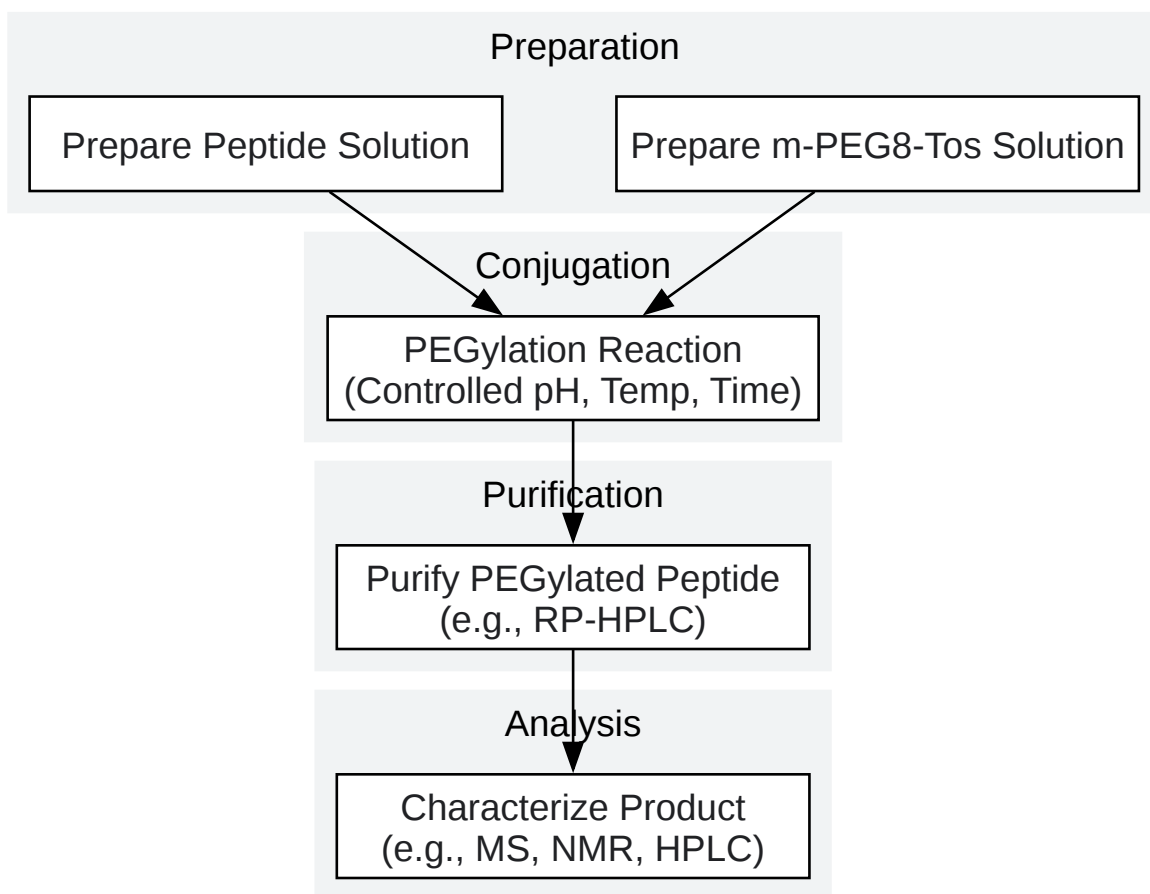 Preparation
Prepare Peptide Solution
Prepare m-PEG8-Tos Solution
Conjugation
PEGylation Reaction
(Controlled pH, Temp, Time)
Purification
Purify PEGylated Peptide
(e.g., RP-HPLC)
Analysis
Characterize Product
(e.g., MS, NMR, HPLC)